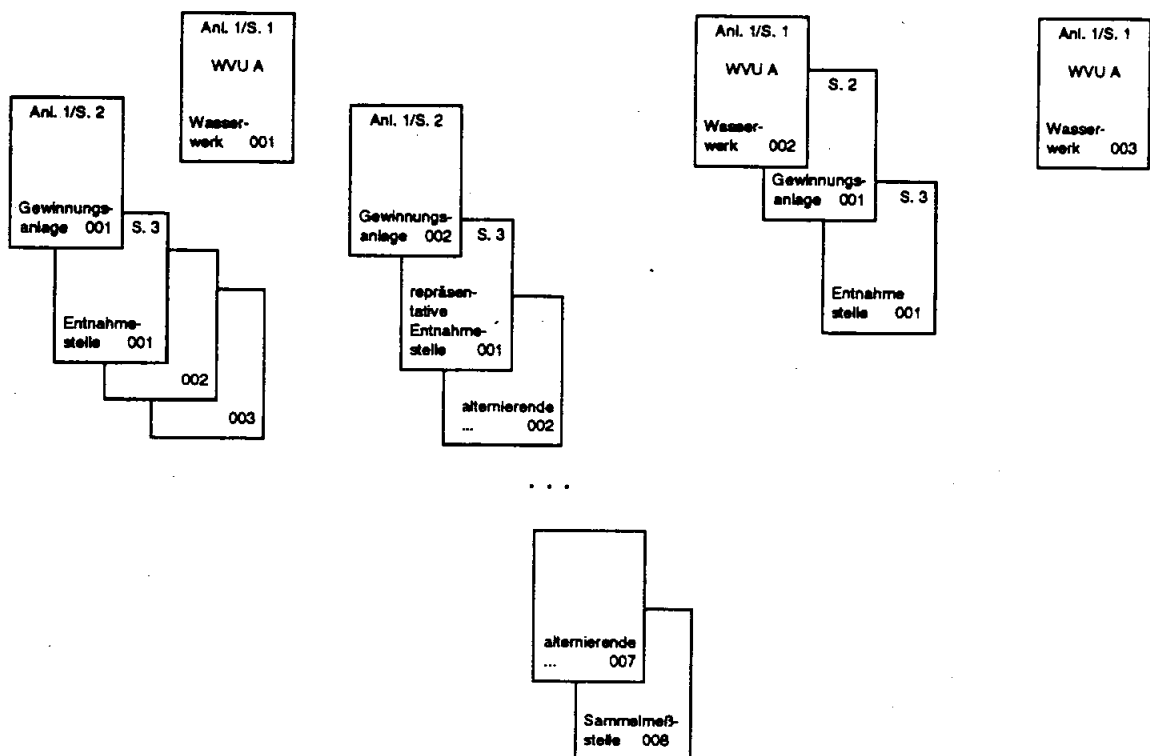 Anl. 1/S. 1
WVU A
Wasser-
werk 001
Anl. 1/S. 2
Gewinnungs-
anlage 001
S. 3
Entnahme-
stelle 001
002
003
Anl. 1/S. 2
Gewinnungs-
anlage 002
S. 3
repräsen-
tative
Entnahme-
stelle 001
alternierende
... 002
. . .
alternierende
... 007
Sammelmeß-
stelle 008
Anl. 1/S. 1
WVU A
Wasser-
werk 002
S. 2
Gewinnungs-
anlage 001
S. 3
Entnahme
stelle 001
Anl. 1/S. 1
WVU A
Wasser-
werk 003